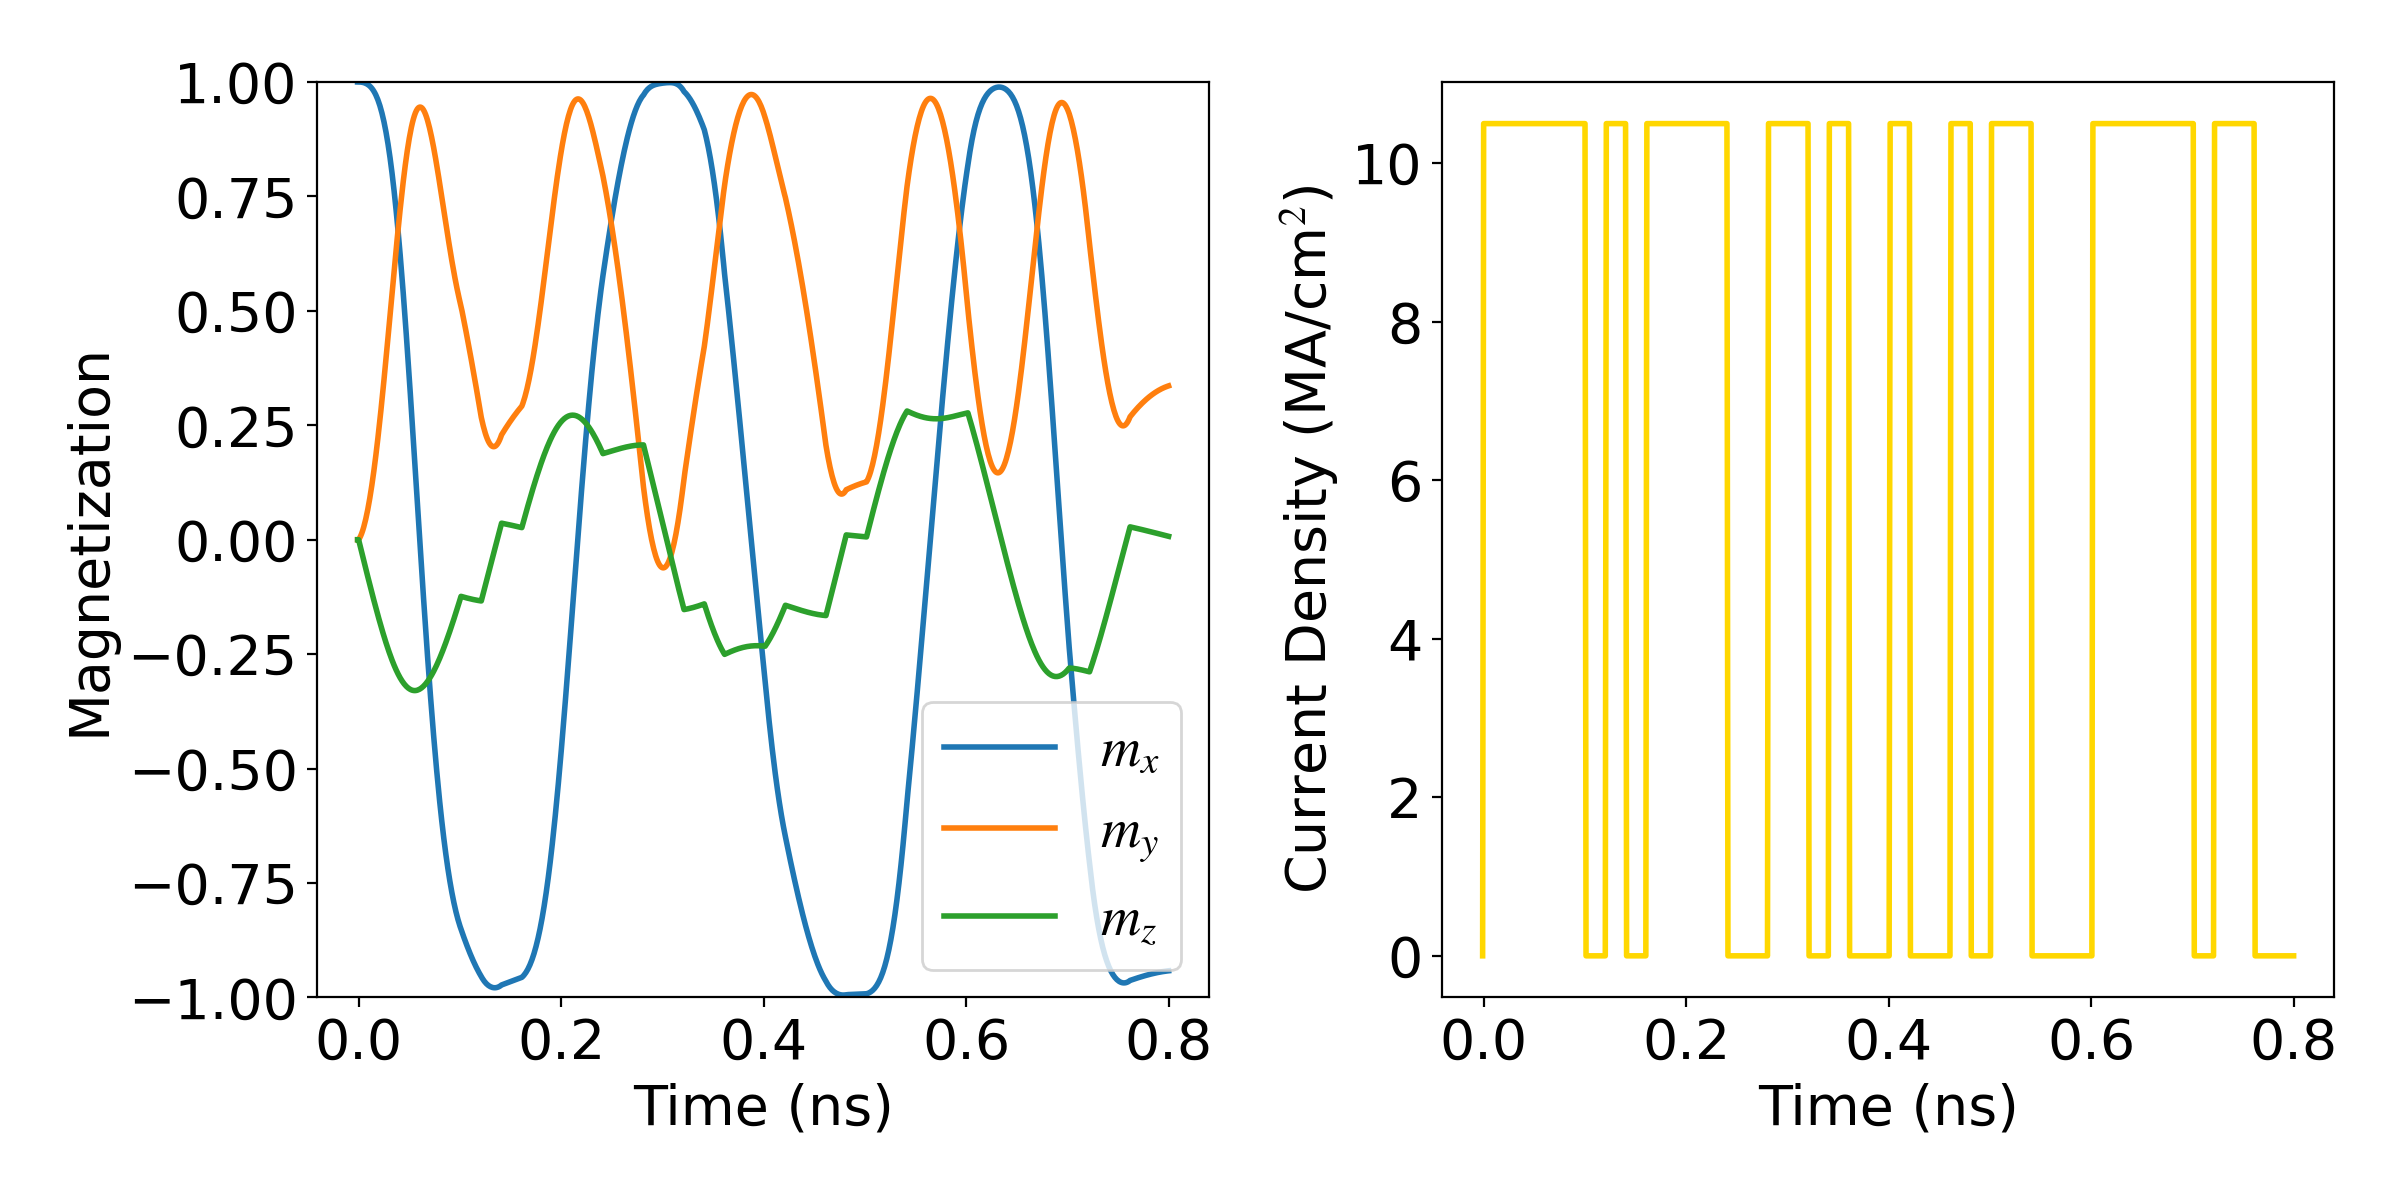 1.00
0.75
0.50
0.25
0.00
−0.25
−0.50
−0.75
−1.00
Magnetization
0.0 0.2 0.4 0.6 0.8
Time (ns)
m_x
m_y
m_z
10
8
6
4
2
0
Current Density (MA/cm²)
0.0 0.2 0.4 0.6 0.8
Time (ns)